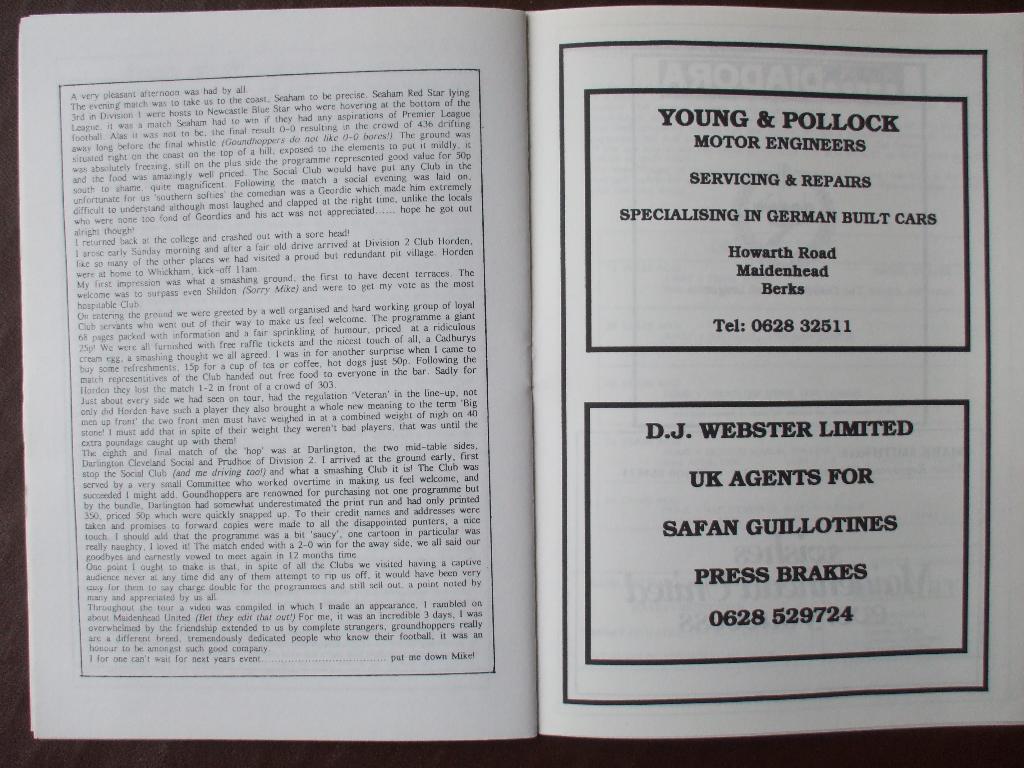 A very pleasant afternoon was had by all.
The evening match was to take us to the coast, Seaham to be precise. Seaham Red Star lying
3rd in Division 1 were hosts to Newcastle Blue Star who were hovering at the bottom of the
League, it was a match Seaham had to win if they had any aspirations of Premier League
football. Alas it was not to be, the final result 0-0 resulting in the crowd of 436 drifting
away long before the final whistle (Goundhoppers do not like 0-0 bores!) The ground was
situated right on the coast on the top of a hill, exposed to the elements to put it mildly, it
was absolutely freezing, still on the plus side the programme represented good value for 50p
and the food was amazingly well priced. The Social Club would have put any Club in the
south to shame, quite magnificent. Following the match a social evening was laid on,
unfortunate for us 'southern softies' the comedian was a Geordie which made him extremely
difficult to understand although most laughed and clapped at the right time, unlike the locals
who were none too fond of Geordies and his act was not appreciated...... hope he got out
alright though!
I returned back at the college and crashed out with a sore head!
I arose early Sunday morning and after a fair old drive arrived at Division 2 Club Horden,
like so many of the other places we had visited a proud but redundant pit village. Horden
were at home to Whickham, kick-off 11am.
My first impression was what a smashing ground, the first to have decent terraces. The
welcome was to surpass even Shildon (Sorry Mike) and were to get my vote as the most
hospitable Club.
On entering the ground we were greeted by a well organised and hard working group of loyal
Club servants who went out of their way to make us feel welcome. The programme a giant
68 pages packed with information and a fair sprinkling of humour, priced at a ridiculous
25p! We were all furnished with free raffle tickets and the nicest touch of all, a Cadburys
cream egg, a smashing thought we all agreed. I was in for another surprise when I came to
buy some refreshments, 15p for a cup of tea or coffee, hot dogs just 50p. Following the
match representitives of the Club handed out free food to everyone in the bar. Sadly for
Horden they lost the match 1-2 in front of a crowd of 303.
Just about every side we had seen on tour, had the regulation 'Veteran' in the line-up, not
only did Horden have such a player they also brought a whole new meaning to the term 'Big
men up front' the two front men must have weighed in at a combined weight of nigh on 40
stone! I must add that in spite of their weight they weren't bad players, that was until the
extra poundage caught up with them!
The eighth and final match of the 'hop' was at Darlington, the two mid-table sides,
Darlington Cleveland Social and Prudhoe of Division 2. I arrived at the ground early, first
stop the Social Club (and me driving too!) and what a smashing Club it is! The Club was
served by a very small Committee who worked overtime in making us feel welcome, and
succeeded I might add. Goundhoppers are renowned for purchasing not one programme but
by the bundle, Darlington had somewhat underestimated the print run and had only printed
350, priced 50p which were quickly snapped up. To their credit names and addresses were
taken and promises to forward copies were made to all the disappointed punters, a nice
touch. I should add that the programme was a bit 'saucy', one cartoon in particular was
really naughty, I loved it! The match ended with a 2-0 win for the away side, we all said our
goodbyes and earnestly vowed to meet again in 12 months time.
One point I ought to make is that, in spite of all the Clubs we visited having a captive
audience never at any time did any of them attempt to rip us off, it would have been very
easy for them to say charge double for the programmes and still sell out, a point noted by
many and appreciated by us all.
Throughout the tour a video was compiled in which I made an appearance, I rambled on
about Maidenhead United (Bet they edit that out!) For me, it was an incredible 3 days, I was
overwhelmed by the friendship extended to us by complete strangers, groundhoppers really
are a different breed, tremendously dedicated people who know their football, it was an
honour to be amongst such good company.
I for one can't wait for next years event...................................... put me down Mike!
YOUNG & POLLOCK
MOTOR ENGINEERS
SERVICING & REPAIRS
SPECIALISING IN GERMAN BUILT CARS
Howarth Road
Maidenhead
Berks
Tel: 0628 32511
D.J. WEBSTER LIMITED
UK AGENTS FOR
SAFAN GUILLOTINES
PRESS BRAKES
0628 529724